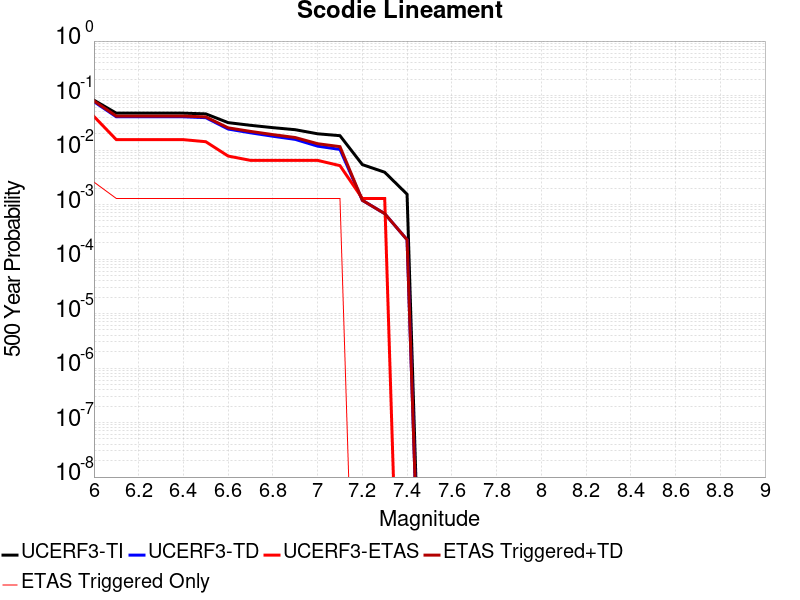 Scodie Lineament
10^0
10^-1
10^-2
10^-3
10^-4
10^-5
10^-6
10^-7
10^-8
500 Year Probability
6 6.2 6.4 6.6 6.8 7 7.2 7.4 7.6 7.8 8 8.2 8.4 8.6 8.8 9
Magnitude
UCERF3-TI UCERF3-TD UCERF3-ETAS ETAS Triggered+TD
ETAS Triggered Only